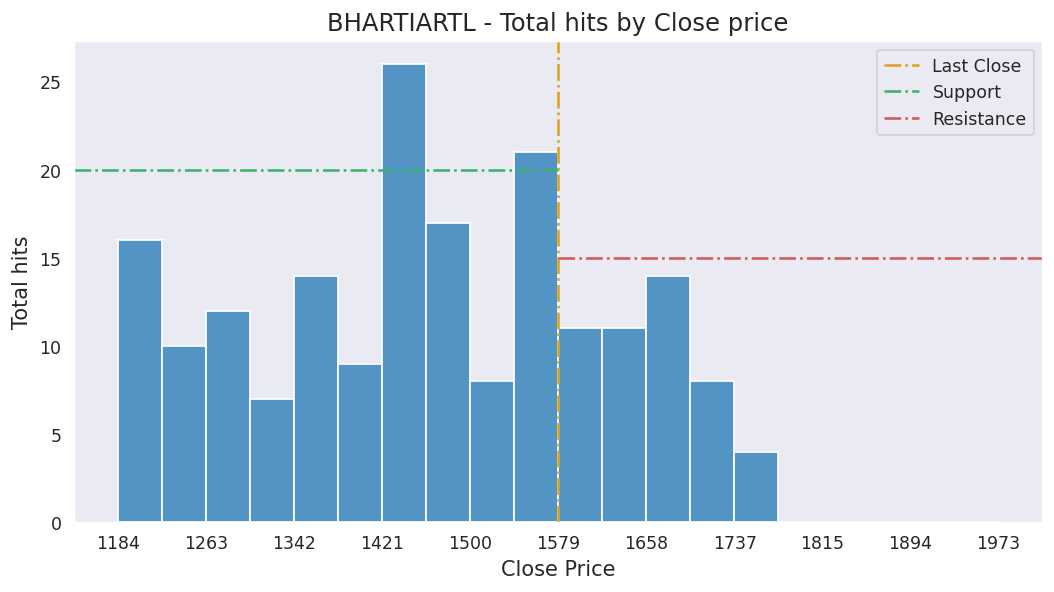 BHARTIARTL - Total hits by Close price
Last Close
Support
Resistance
Total hits
25
20
15
10
5
0
1184 1263 1342 1421 1500 1579 1658 1737 1815 1894 1973
Close Price